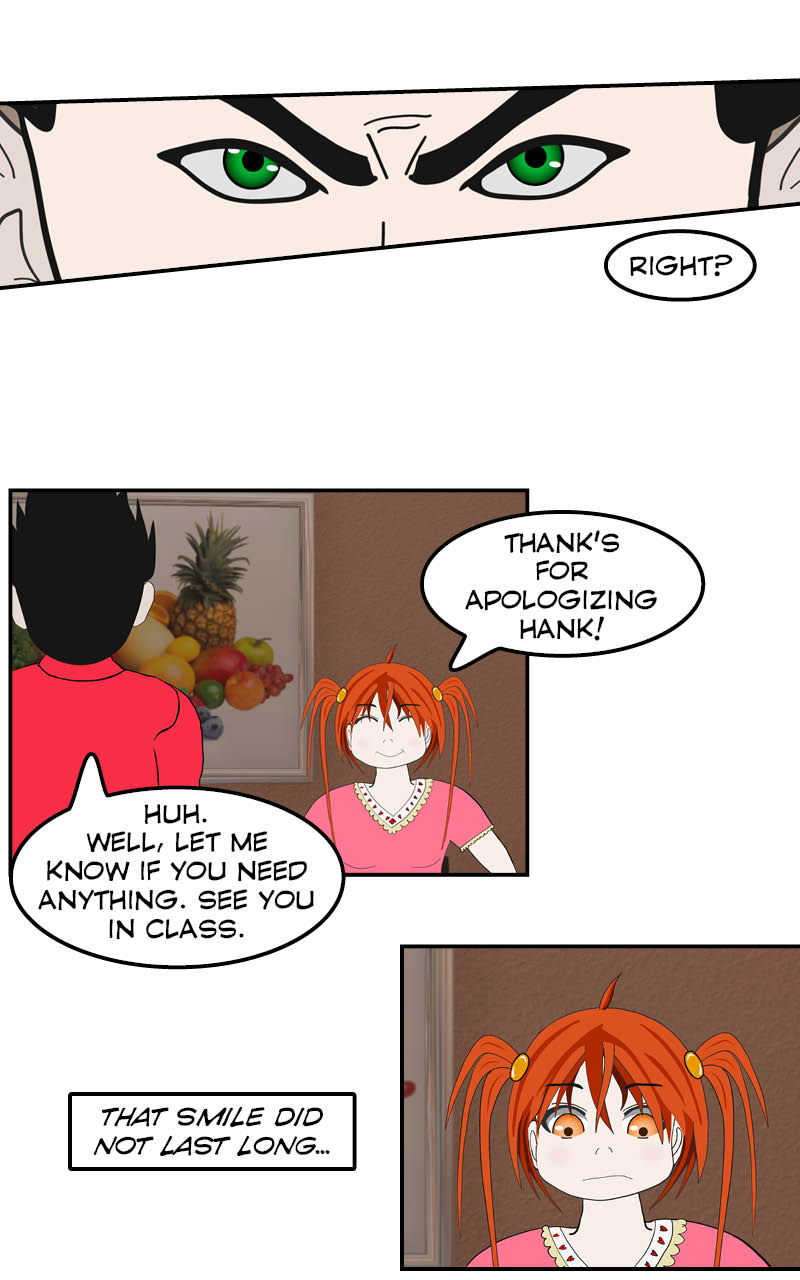 RIGHT?
THANK'S
FOR
APOLOGIZING
HANK!
HUH.
WELL, LET ME
KNOW IF YOU NEED
ANYTHING. SEE YOU
IN CLASS.
THAT SMILE DID
NOT LAST LONG...